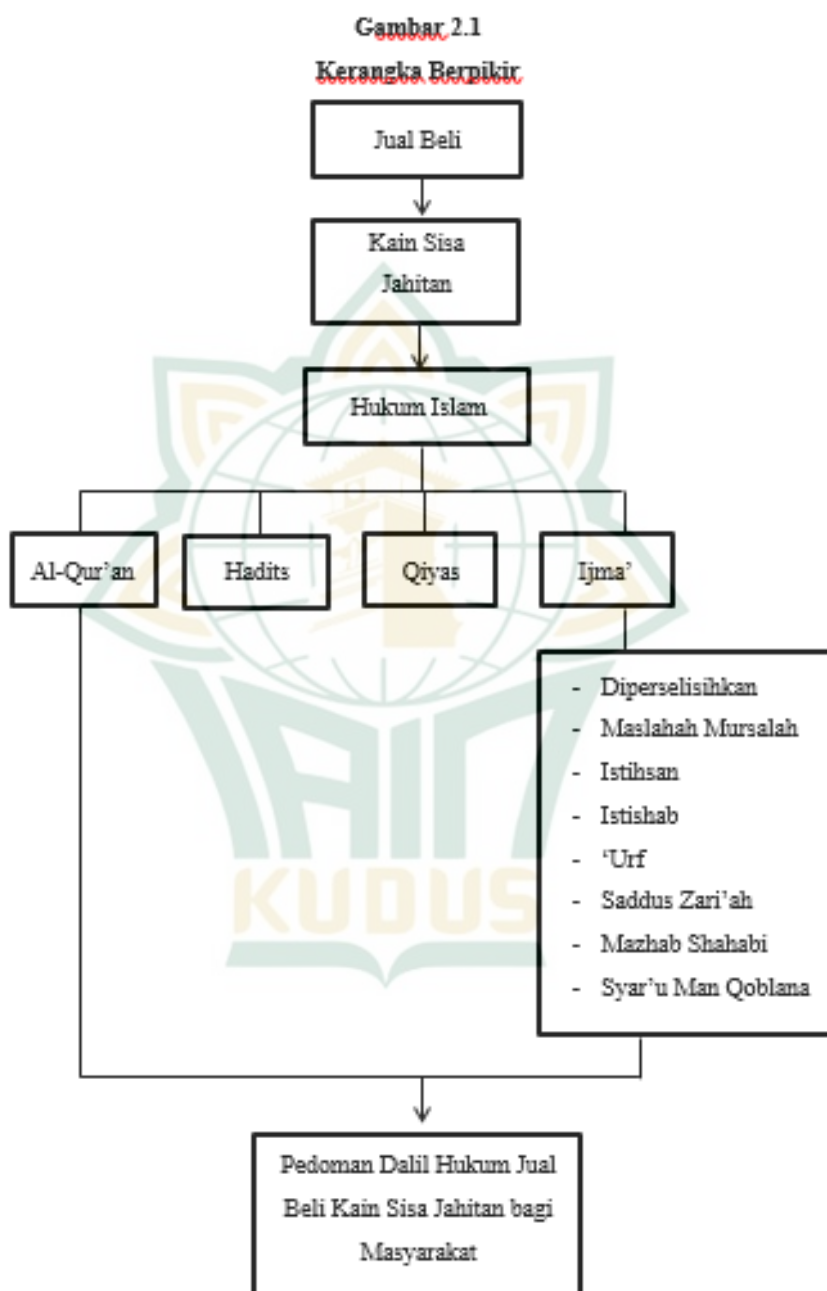 Gambar 2.1
Kerangka Berpikir
Jual Beli
Kain Sisa
Jahitan
Hukum Islam
Al-Qur’an
Hadits
Qiyas
Ijma’
- Diperselisihkan
- Maslahah Mursalah
- Istihsan
- Istishab
- ‘Urf
- Saddus Zari’ah
- Mazhab Shahabi
- Syar’u Man Qoblana
IAIN
KUDUS
Pedoman Dalil Hukum Jual
Beli Kain Sisa Jahitan bagi
Masyarakat